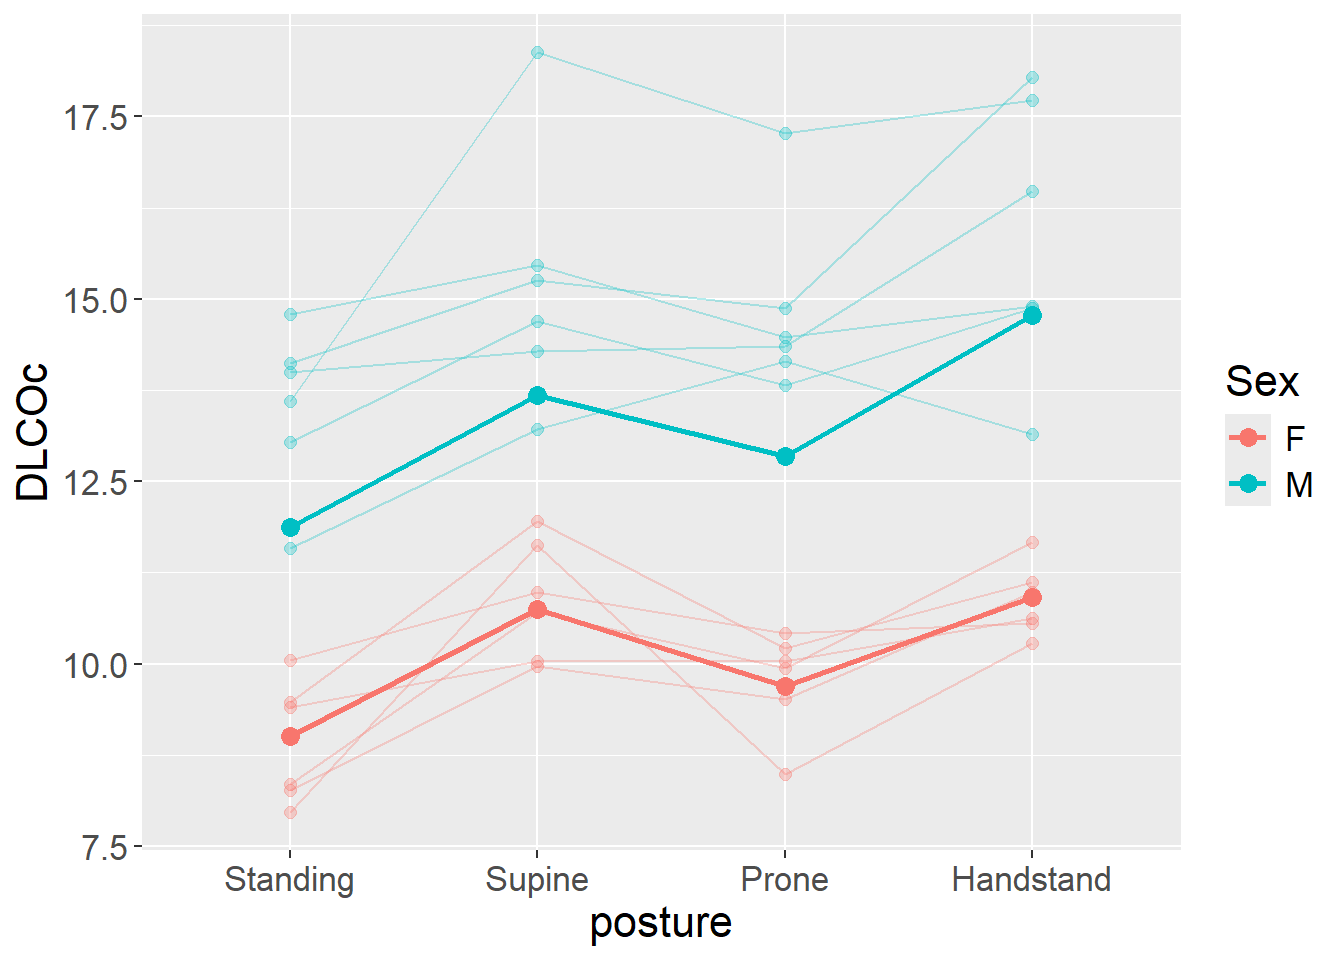 17.5
15.0
12.5
10.0
7.5
DLCOc
Standing Supine Prone Handstand
posture
Sex
F
M